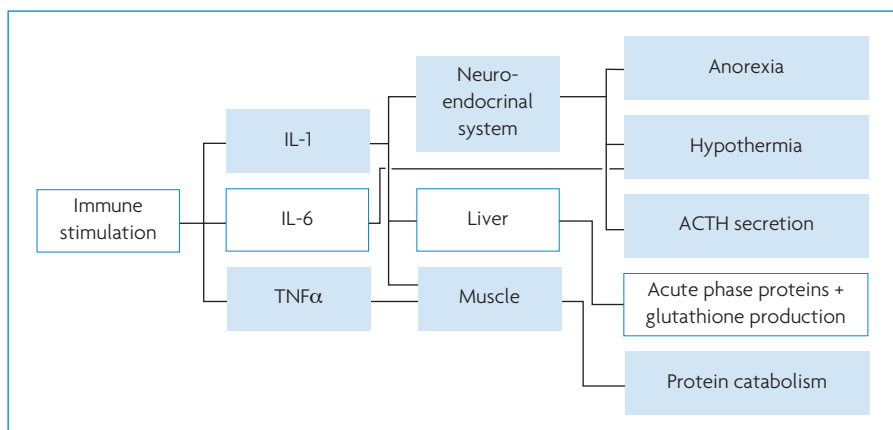 Immune
stimulation
IL-1
IL-6
TNFα
Neuro-
endocrinal
system
Liver
Muscle
Anorexia
Hypothermia
ACTH secretion
Acute phase proteins +
glutathione production
Protein catabolism